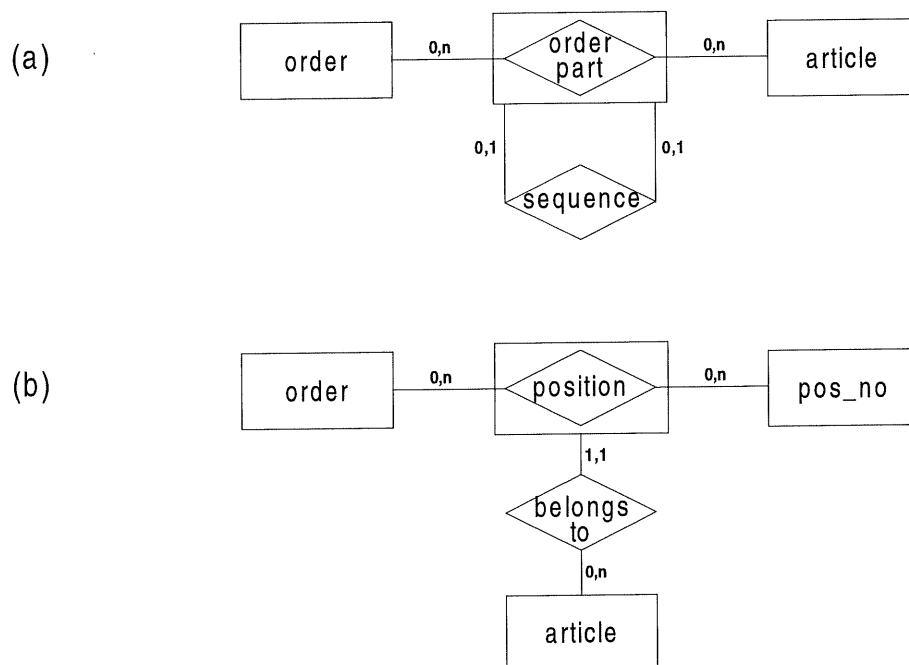 (a)
order
0,n
order
part
0,n
article
0,1
0,1
sequence
(b)
order
0,n
position
0,n
pos_no
1,1
belongs
to
0,n
article